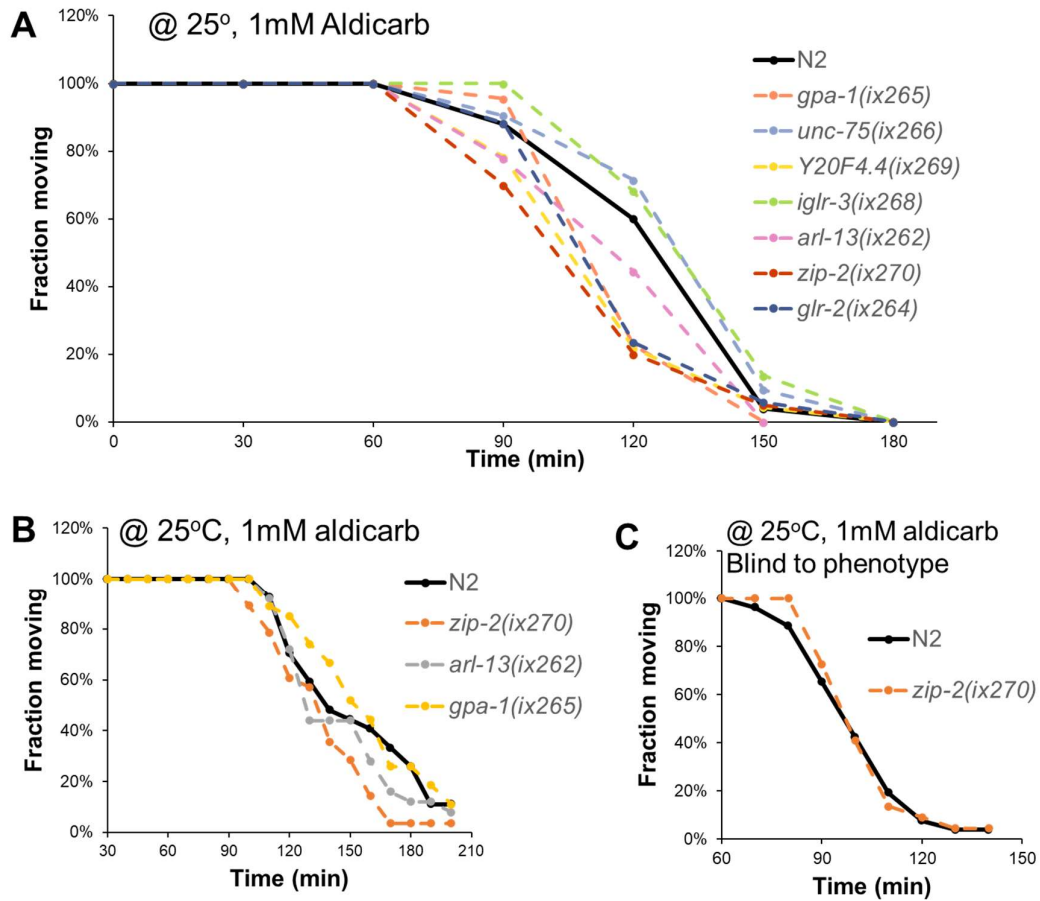 A
@ 25º, 1mM Aldicarb
120%
100%
80%
60%
40%
20%
0%
Fraction moving
0 30 60 90 120 150 180
Time (min)
N2
gpa-1(ix265)
unc-75(ix266)
Y20F4.4(ix269)
iglr-3(ix268)
arl-13(ix262)
zip-2(ix270)
glr-2(ix264)
B
@ 25ºC, 1mM aldicarb
120%
100%
80%
60%
40%
20%
0%
Fraction moving
30 60 90 120 150 180 210
Time (min)
N2
zip-2(ix270)
arl-13(ix262)
gpa-1(ix265)
C
@ 25ºC, 1mM aldicarb
Blind to phenotype
120%
100%
80%
60%
40%
20%
0%
Fraction moving
60 90 120 150
Time (min)
N2
zip-2(ix270)